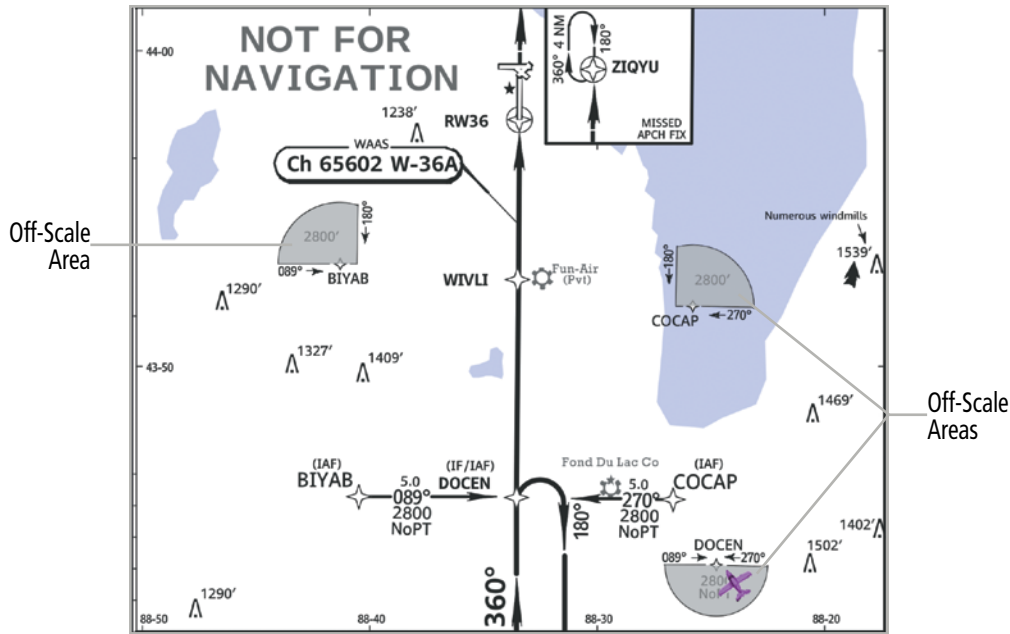 44-00
NOT FOR
NAVIGATION
360° 4 NM
180°
ZIQYU
MISSED
APCH FIX
1238'
RW36
WAAS
Ch 65602 W-36A
Off-Scale
Area
2800'
180°
089°
BIYAB
Numerous windmills
1539'
180°
2800'
COCAP
270°
WIVLI
Fun-Air
(Pvt)
1290'
1327'
1409'
43-50
1469'
Off-Scale
Areas
(IAF)
BIYAB
5.0
089°
2800
NoPT
(IF/IAF)
DOCEN
Fond Du Lac Co
(IAF)
COCAP
5.0
270°
2800
NoPT
180°
1402'
1502'
DOCEN
089°
270°
360°
1290'
88-50
88-40
88-30
88-20